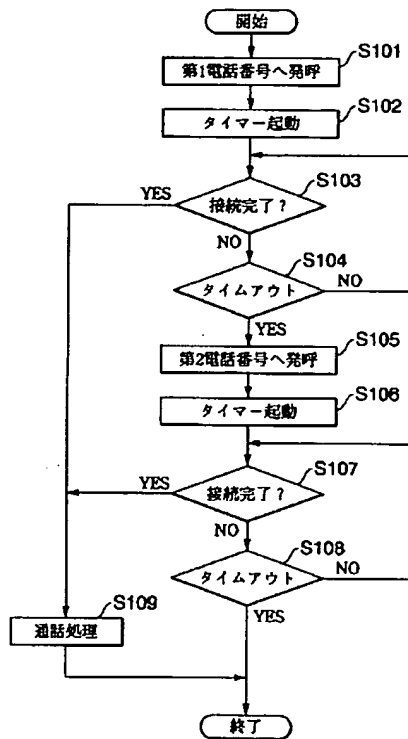 開始
S101
第1電話番号へ発呼
S102
タイマー起動
S103
YES
接続完了?
NO
S104
タイムアウト
NO
YES
S105
第2電話番号へ発呼
S106
タイマー起動
S107
YES
接続完了?
NO
S108
タイムアウト
NO
YES
S109
通話処理
終了